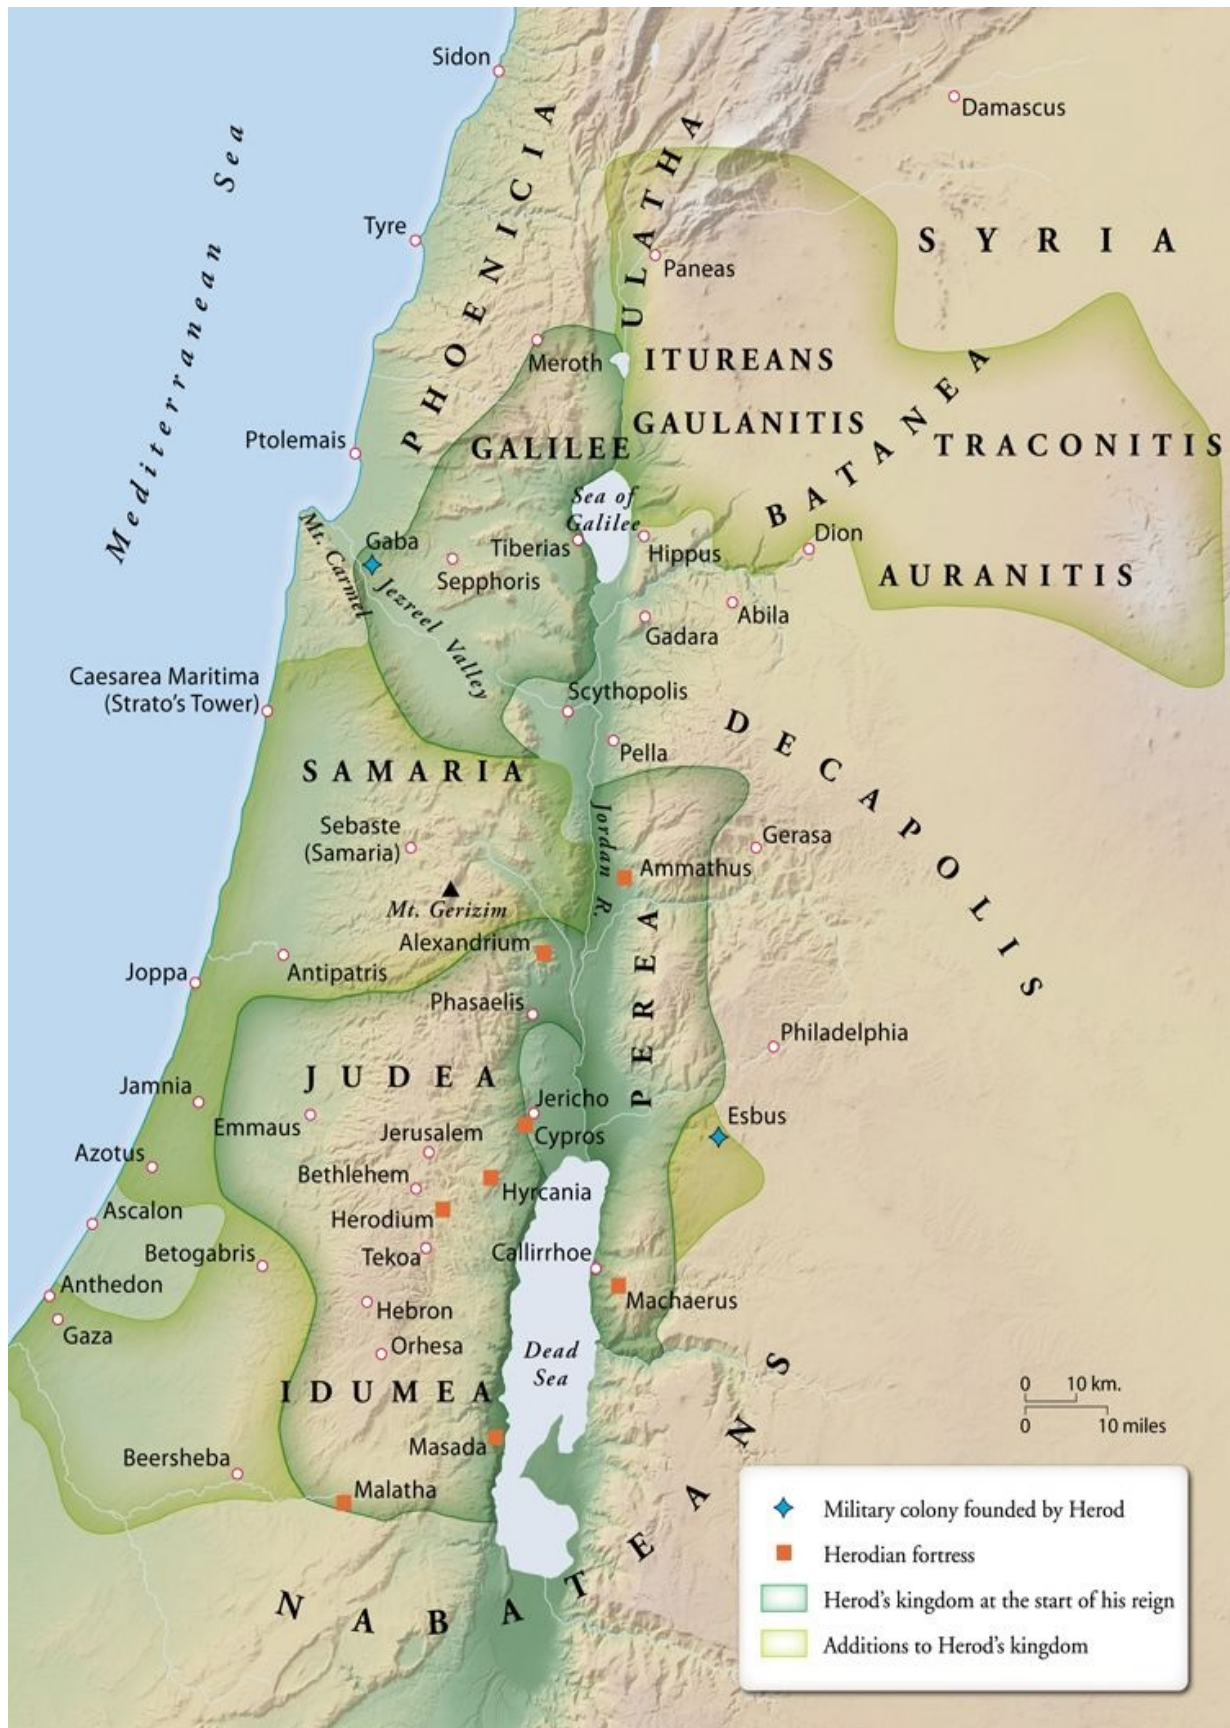 Sidon
Damascus
Mediterranean Sea
PHOENICIA
ULATHA
Tyre
SYRIA
Paneas
Meroth
ITUREANS
GAULANITIS
BATANEA
TRACONITIS
Ptolemais
GALILEE
Sea of
Galilee
Mt. Carmel
Gaba
Tiberias
Hippus
Dion
Sepphoris
AURANITIS
Jezreel Valley
Abila
Gadara
Caesarea Maritima
(Strato's Tower)
Scythopolis
DECAPOLIS
Pella
SAMARIA
Jordan R.
Sebaste
(Samaria)
Gerasa
Ammathus
Mt. Gerizim
Alexandrium
PEREA
Joppa
Antipatris
Phasaelis
Philadelphia
JUDEA
Jamnia
Jericho
Esbus
Emmaus
Jerusalem
Cypros
Azotus
Bethlehem
Hyrcania
Ascalon
Herodium
Betogabris
Tekoa
Callirrhoe
Anthedon
Machaerus
Hebron
Gaza
Orhesa
Dead
Sea
IDUMEA
0 10 km.
0 10 miles
Masada
Beersheba
Malatha
NABATEANS
Military colony founded by Herod
Herodian fortress
Herod's kingdom at the start of his reign
Additions to Herod's kingdom